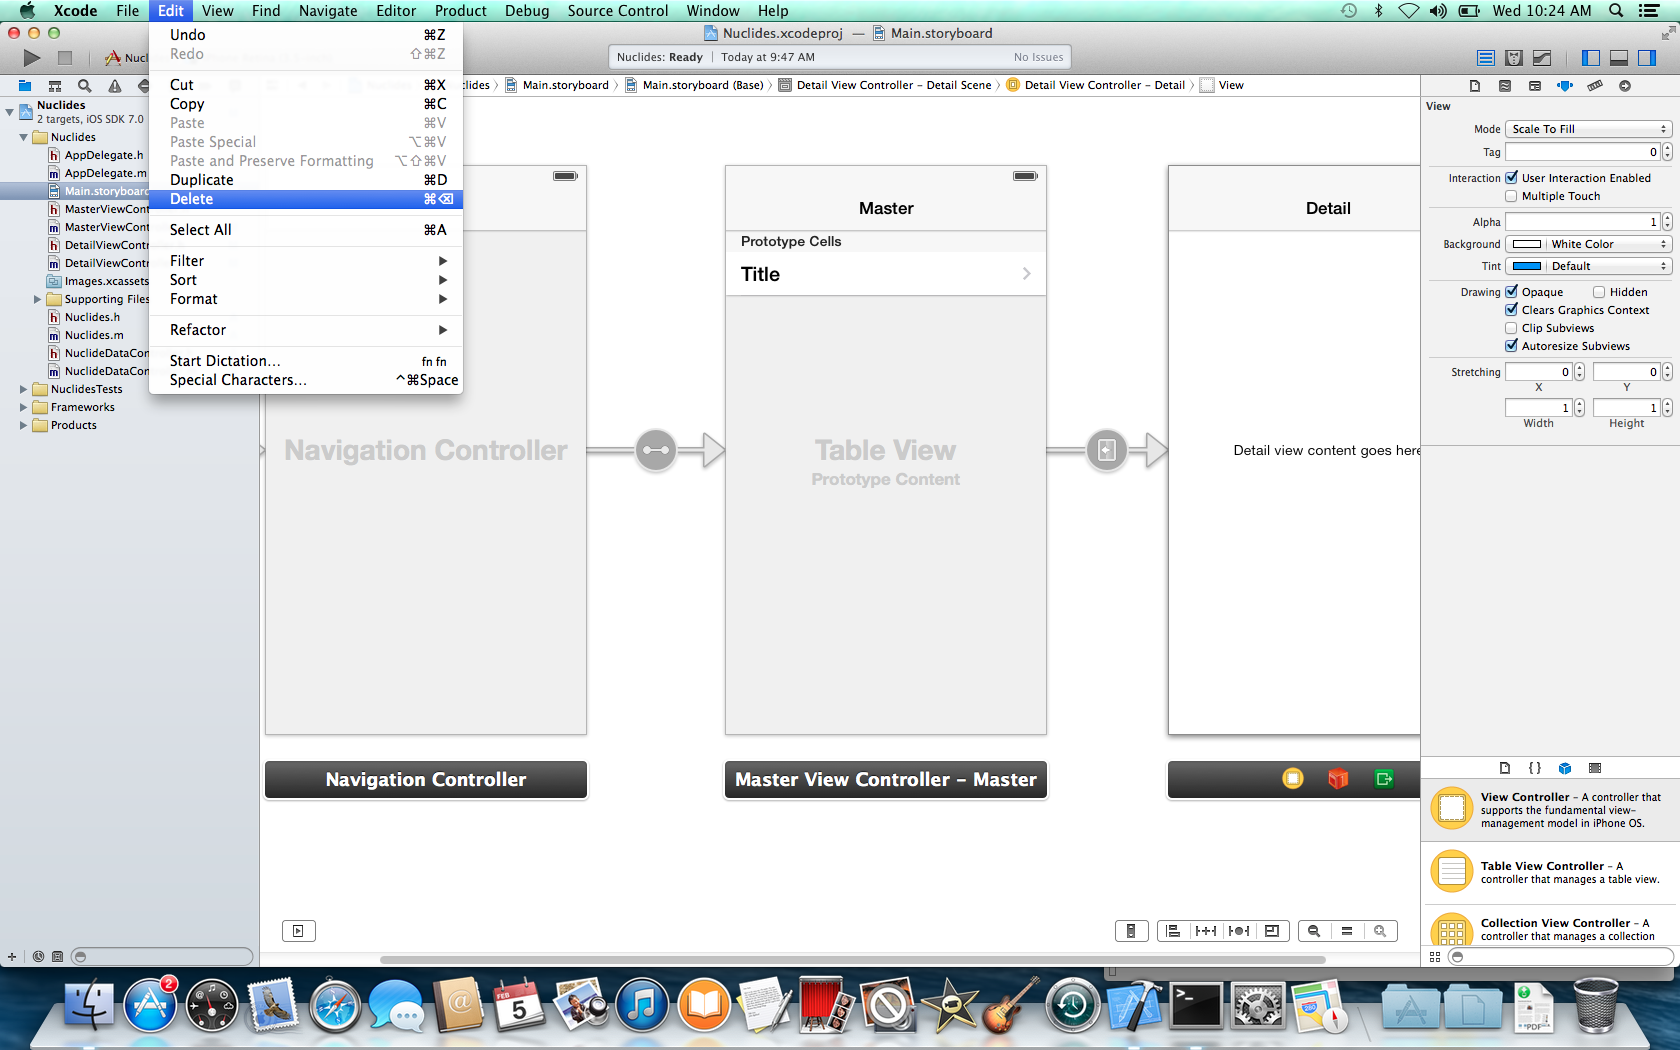 Xcode File Edit View Find Navigate Editor Product Debug Source Control Window Help
Wed 10:24 AM
Nuclides.xcodeproj — Main.storyboard
Nuclides: Ready | Today at 9:47 AM
No Issues
Undo ⌘Z
Redo ⇧⌘Z
Cut ⌘X
Copy ⌘C
Paste ⌘V
Paste Special ⌥⌘V
Paste and Preserve Formatting ⌥⇧⌘V
Duplicate ⌘D
Delete ⌘⌫
Select All ⌘A
Filter
Sort
Format
Refactor
Start Dictation... fn fn
Special Characters... ^⌘Space
Main.storyboard
Main.storyboard (Base)
Detail View Controller – Detail Scene
Detail View Controller – Detail
View
Nuclides
2 targets, iOS SDK 7.0
Nuclides
h AppDelegate.h
m AppDelegate.m
Main.storyboard
h MasterViewCont
m MasterViewCont
h DetailViewContr
m DetailViewContr
Images.xcassets
Supporting Files
h Nuclides.h
m Nuclides.m
h NuclideDataCon
m NuclideDataCon
NuclidesTests
Frameworks
Products
Navigation Controller
Navigation Controller
Master
Prototype Cells
Title
Table View
Prototype Content
Master View Controller – Master
Detail
Detail view content goes here
View
Mode Scale To Fill
Tag 0
Interaction User Interaction Enabled
Multiple Touch
Alpha 1
Background White Color
Tint Default
Drawing Opaque Hidden
Clears Graphics Context
Clip Subviews
Autoresize Subviews
Stretching 0 0
X Y
1 1
Width Height
{ }
View Controller – A controller that
supports the fundamental view-
management model in iPhone OS.
Table View Controller – A
controller that manages a table view.
Collection View Controller – A
controller that manages a collection
2
FEB
5
PDF